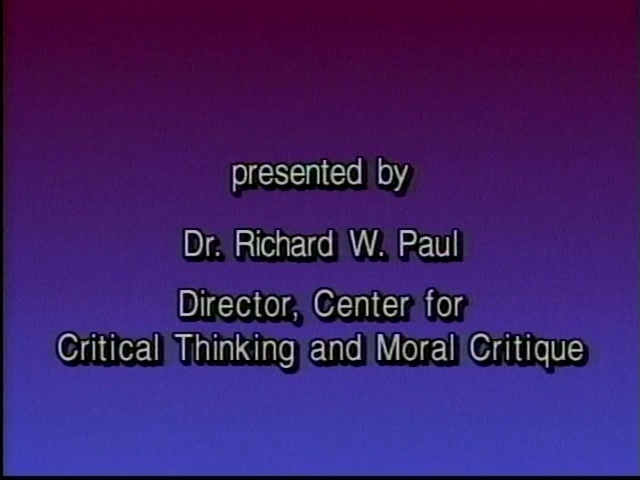 presented by
Dr. Richard W. Paul
Director, Center for
Critical Thinking and Moral Critique